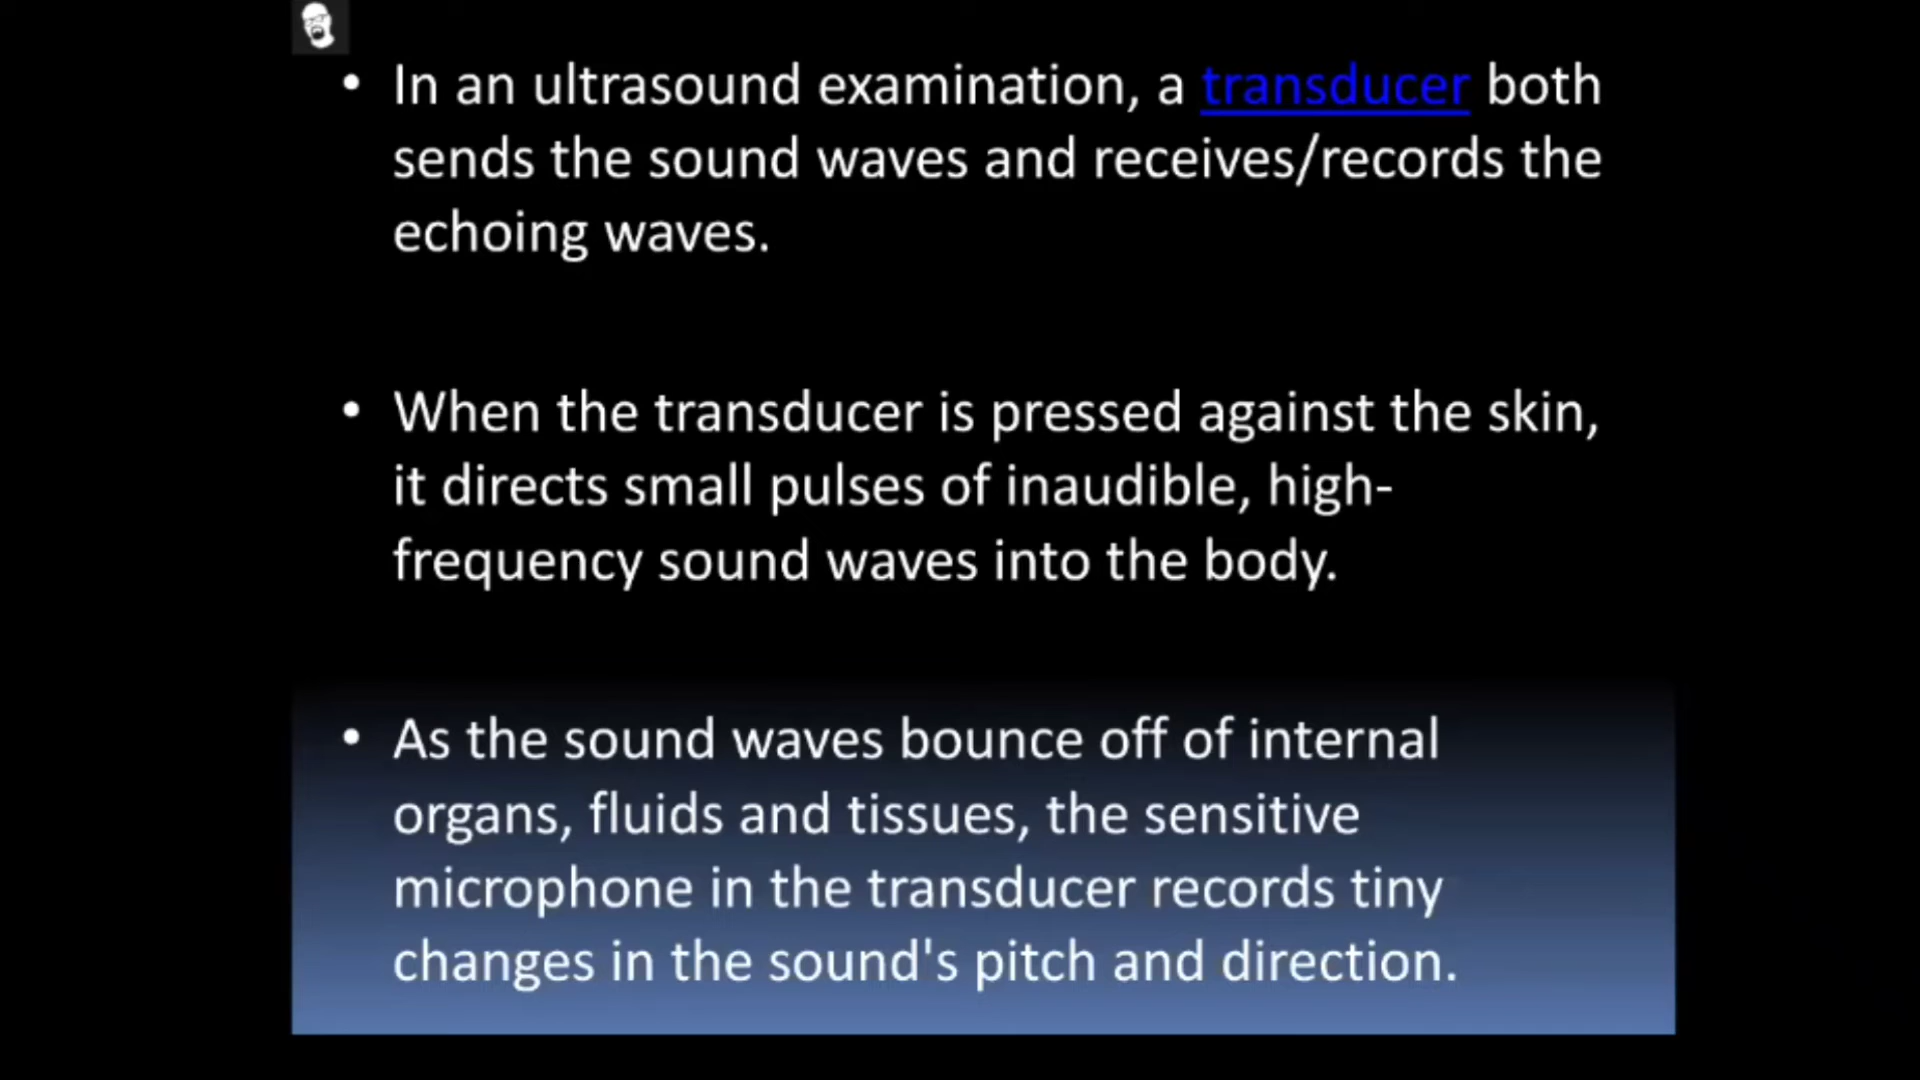 • In an ultrasound examination, a transducer both
sends the sound waves and receives/records the
echoing waves.
• When the transducer is pressed against the skin,
it directs small pulses of inaudible, high-
frequency sound waves into the body.
• As the sound waves bounce off of internal
organs, fluids and tissues, the sensitive
microphone in the transducer records tiny
changes in the sound's pitch and direction.